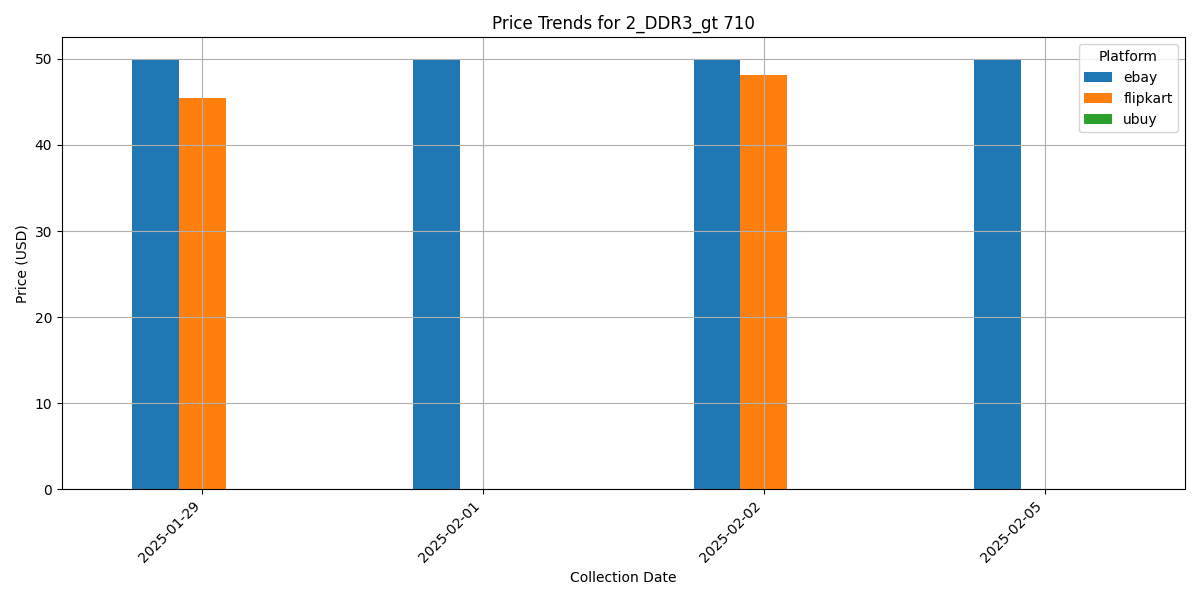 Price Trends for 2_DDR3_gt 710
Platform
ebay
flipkart
ubuy
Price (USD)
50
40
30
20
10
0
2025-01-29
2025-02-01
2025-02-02
2025-02-05
Collection Date